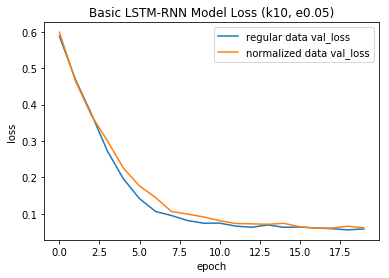 Basic LSTM-RNN Model Loss (k10, e0.05)
regular data val_loss
normalized data val_loss
0.6
0.5
0.4
0.3
0.2
0.1
loss
0.0 2.5 5.0 7.5 10.0 12.5 15.0 17.5
epoch